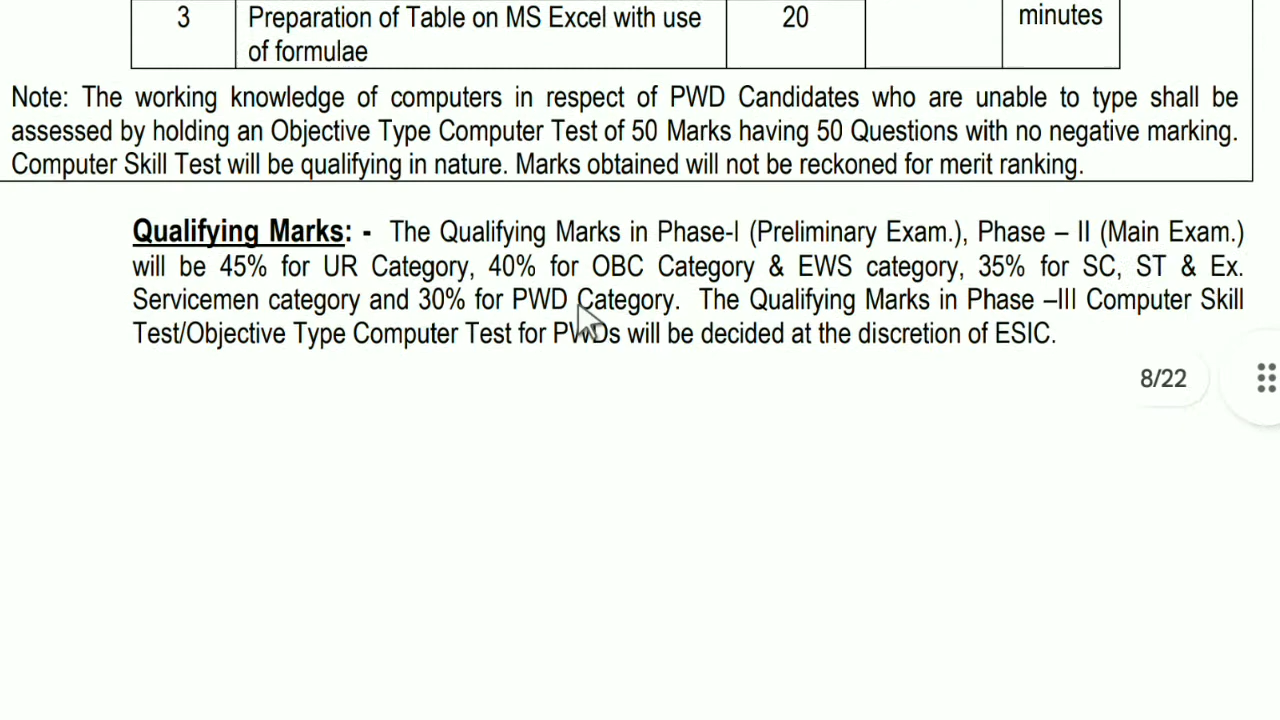 3 Preparation of Table on MS Excel with use 20 minutes
of formulae
Note: The working knowledge of computers in respect of PWD Candidates who are unable to type shall be
assessed by holding an Objective Type Computer Test of 50 Marks having 50 Questions with no negative marking.
Computer Skill Test will be qualifying in nature. Marks obtained will not be reckoned for merit ranking.
Qualifying Marks: - The Qualifying Marks in Phase-I (Preliminary Exam.), Phase – II (Main Exam.)
will be 45% for UR Category, 40% for OBC Category & EWS category, 35% for SC, ST & Ex.
Servicemen category and 30% for PWD Category. The Qualifying Marks in Phase –III Computer Skill
Test/Objective Type Computer Test for PWDs will be decided at the discretion of ESIC.
8/22